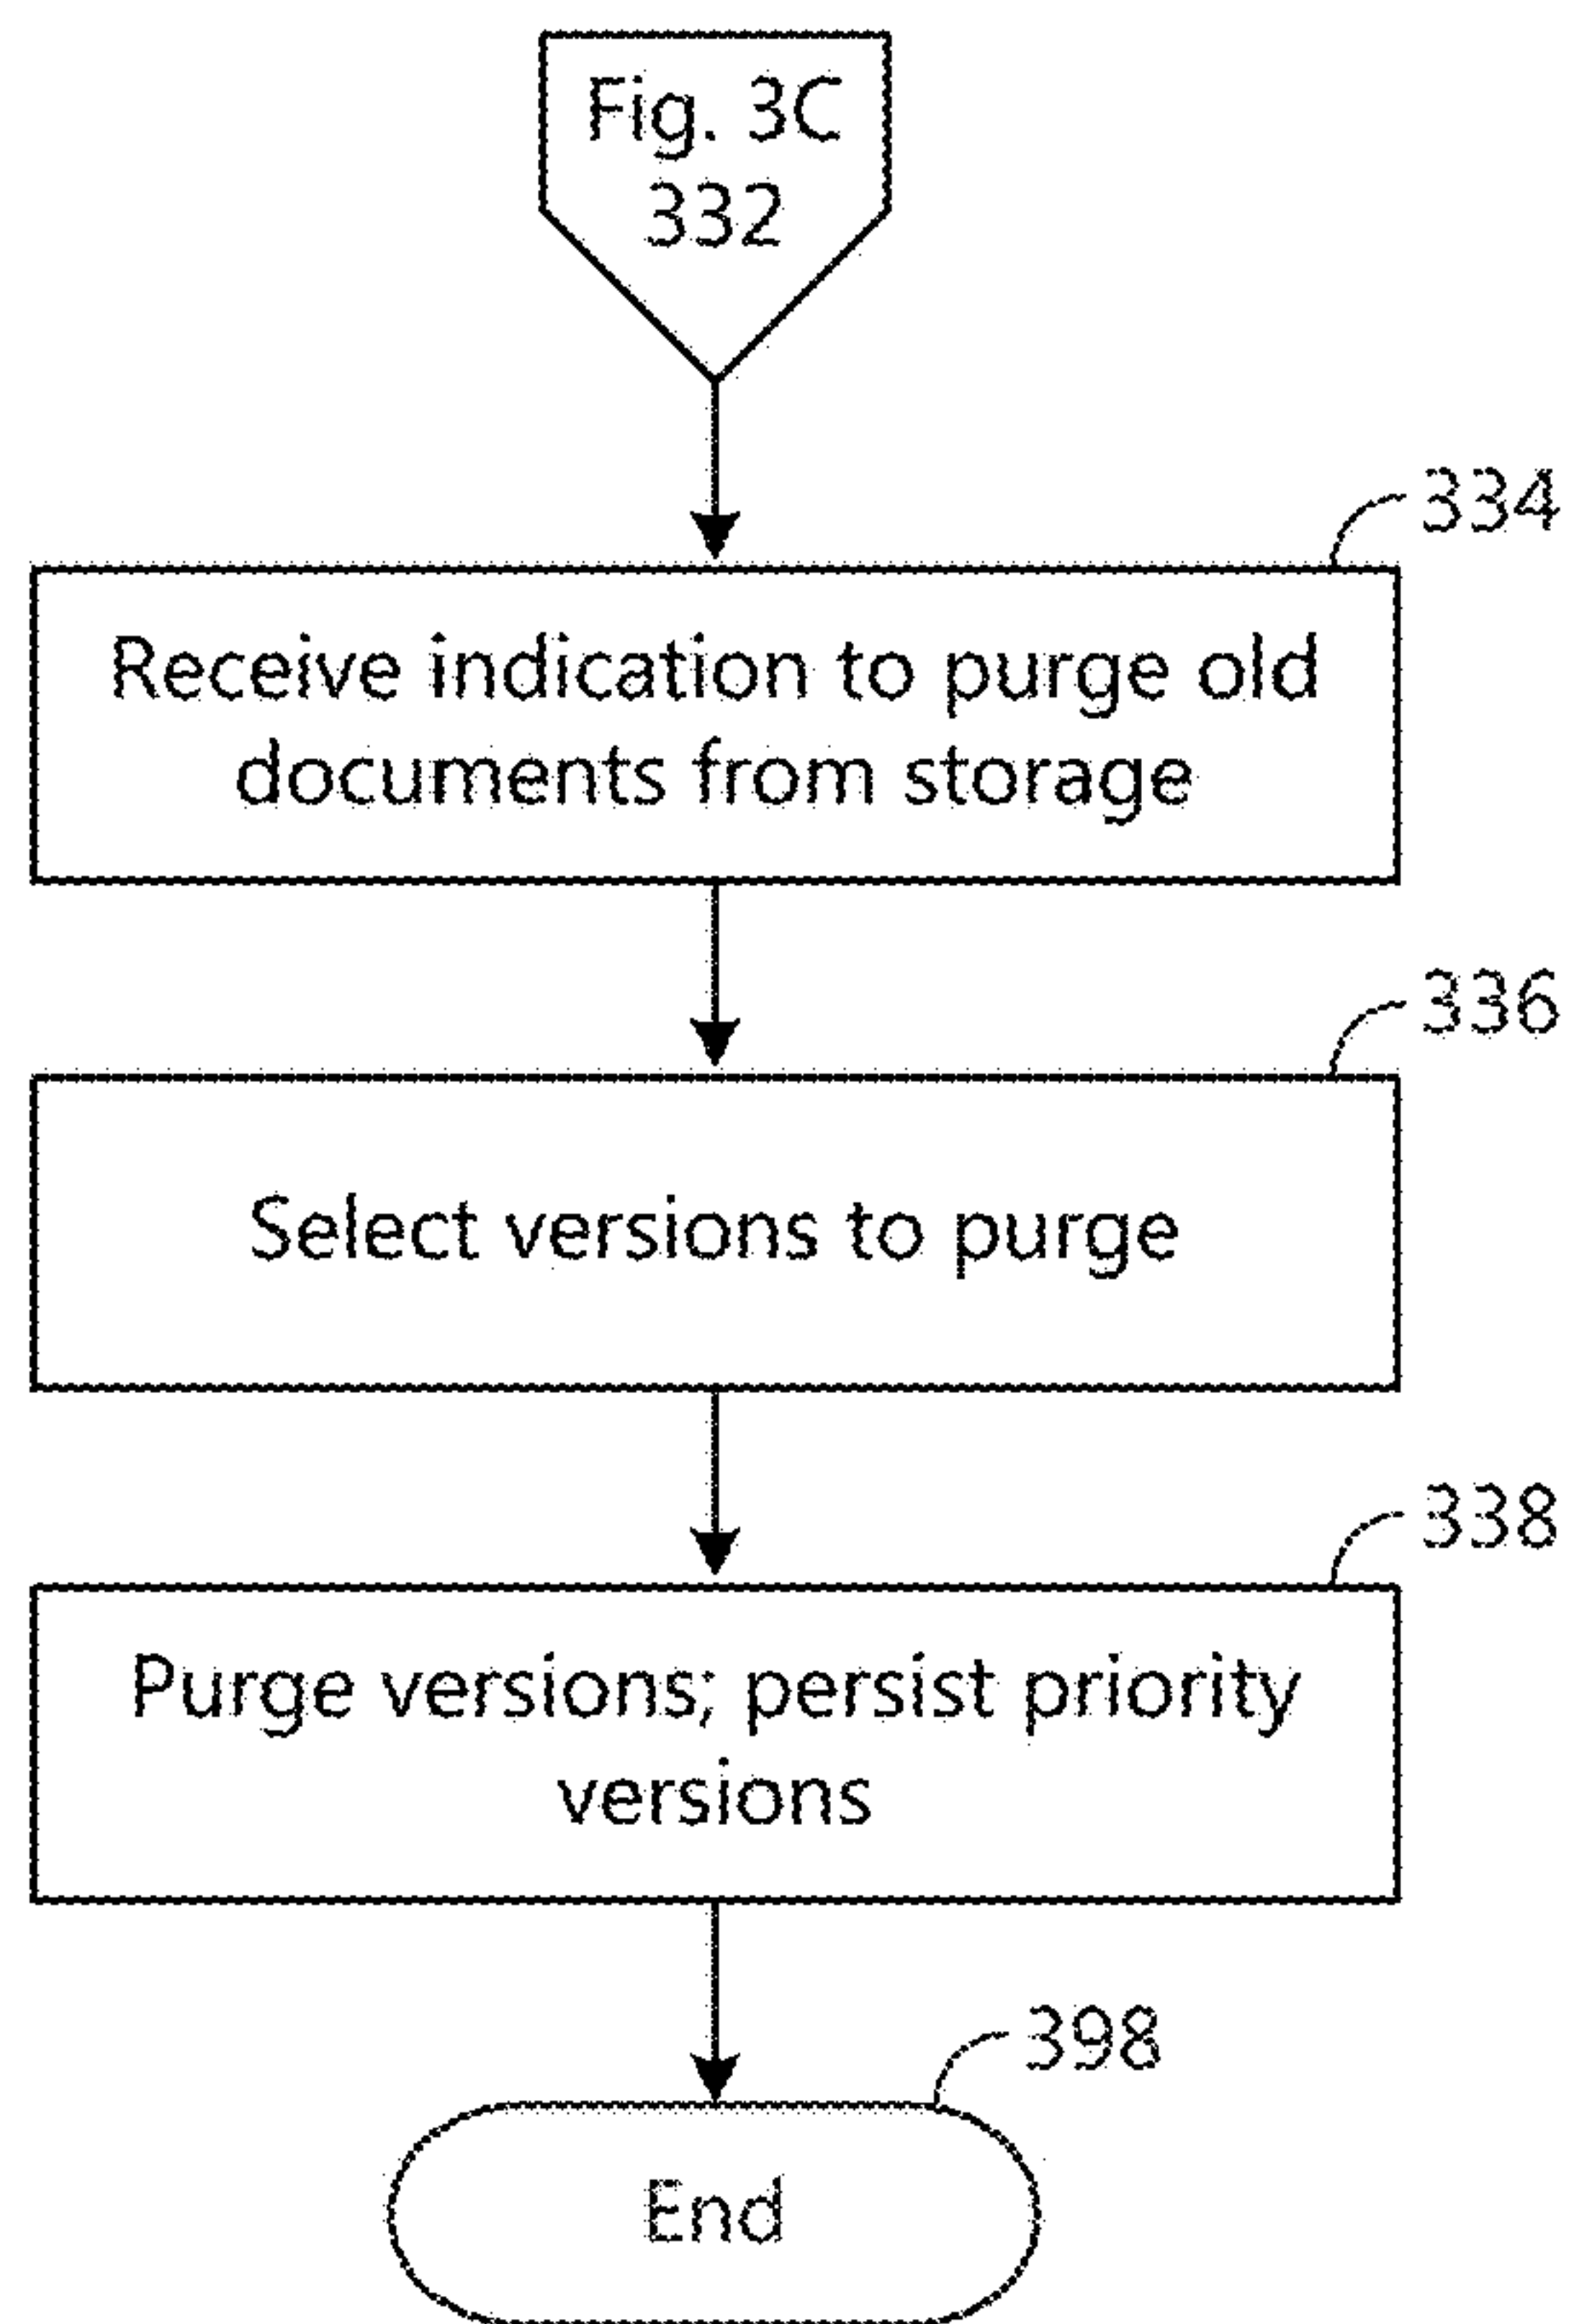 Fig. 3C
332
334
Receive indication to purge old
documents from storage
336
Select versions to purge
338
Purge versions; persist priority
versions
398
End